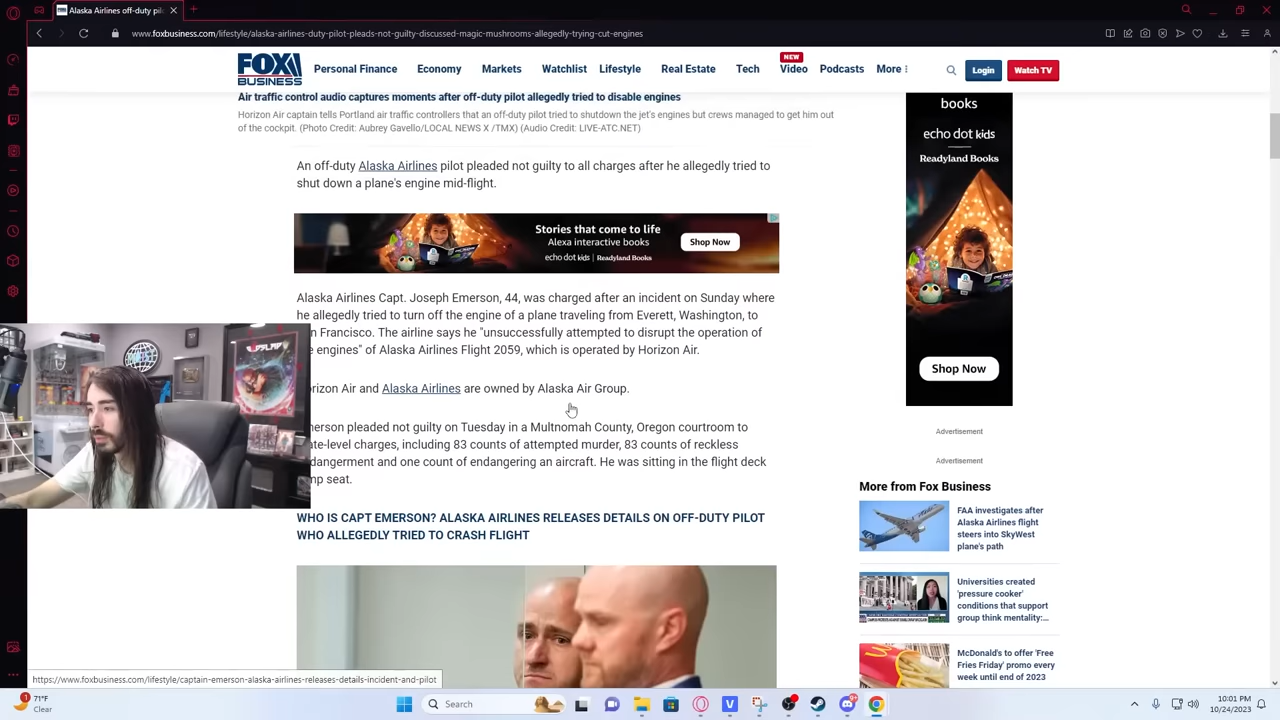 Alaska Airlines off-du
www.foxbusiness.com/lifestyle/alaska-airlines-duty-pilot-pleads-not-guilty-discussed-magic-mushrooms-allegedly-trying-cut-engines
FOX BUSINESS
Personal Finance
Economy
Markets
Watchlist
Lifestyle
Real Estate
Tech
NEW
Video
Podcasts
More
Login
Watch TV
Air traffic control audio captures moments after off-duty pilot allegedly tried to disable engines
Horizon Air captain tells Portland air traffic controllers that an off-duty pilot tried to shutdown the jet's engines but crews managed to get him out
of the cockpit. (Photo Credit: Aubrey Gavello/LOCAL NEWS X /TMX) (Audio Credit: LIVE-ATC.NET)
An off-duty Alaska Airlines pilot pleaded not guilty to all charges after he allegedly tried to
shut down a plane's engine mid-flight.
Stories that come to life
Alexa interactive books
echo dot kids | Readyland Books
Shop Now
Alaska Airlines Capt. Joseph Emerson, 44, was charged after an incident on Sunday where
he allegedly tried to turn off the engine of a plane traveling from Everett, Washington, to
n Francisco. The airline says he "unsuccessfully attempted to disrupt the operation of
e engines" of Alaska Airlines Flight 2059, which is operated by Horizon Air.
orizon Air and Alaska Airlines are owned by Alaska Air Group.
merson pleaded not guilty on Tuesday in a Multnomah County, Oregon courtroom to
ate-level charges, including 83 counts of attempted murder, 83 counts of reckless
dangerment and one count of endangering an aircraft. He was sitting in the flight deck
mp seat.
WHO IS CAPT EMERSON? ALASKA AIRLINES RELEASES DETAILS ON OFF-DUTY PILOT
WHO ALLEGEDLY TRIED TO CRASH FLIGHT
books
echo dot kids
Readyland Books
Shop Now
Advertisement
Advertisement
More from Fox Business
FAA investigates after
Alaska Airlines flight
steers into SkyWest
plane's path
Universities created
'pressure cooker'
conditions that support
group think mentality:...
McDonald's to offer 'Free
Fries Friday' promo every
week until end of 2023
https://www.foxbusiness.com/lifestyle/captain-emerson-alaska-airlines-releases-details-incident-and-pilot
1
71°F
Clear
Search
99+
10:01 PM
10/24/2023